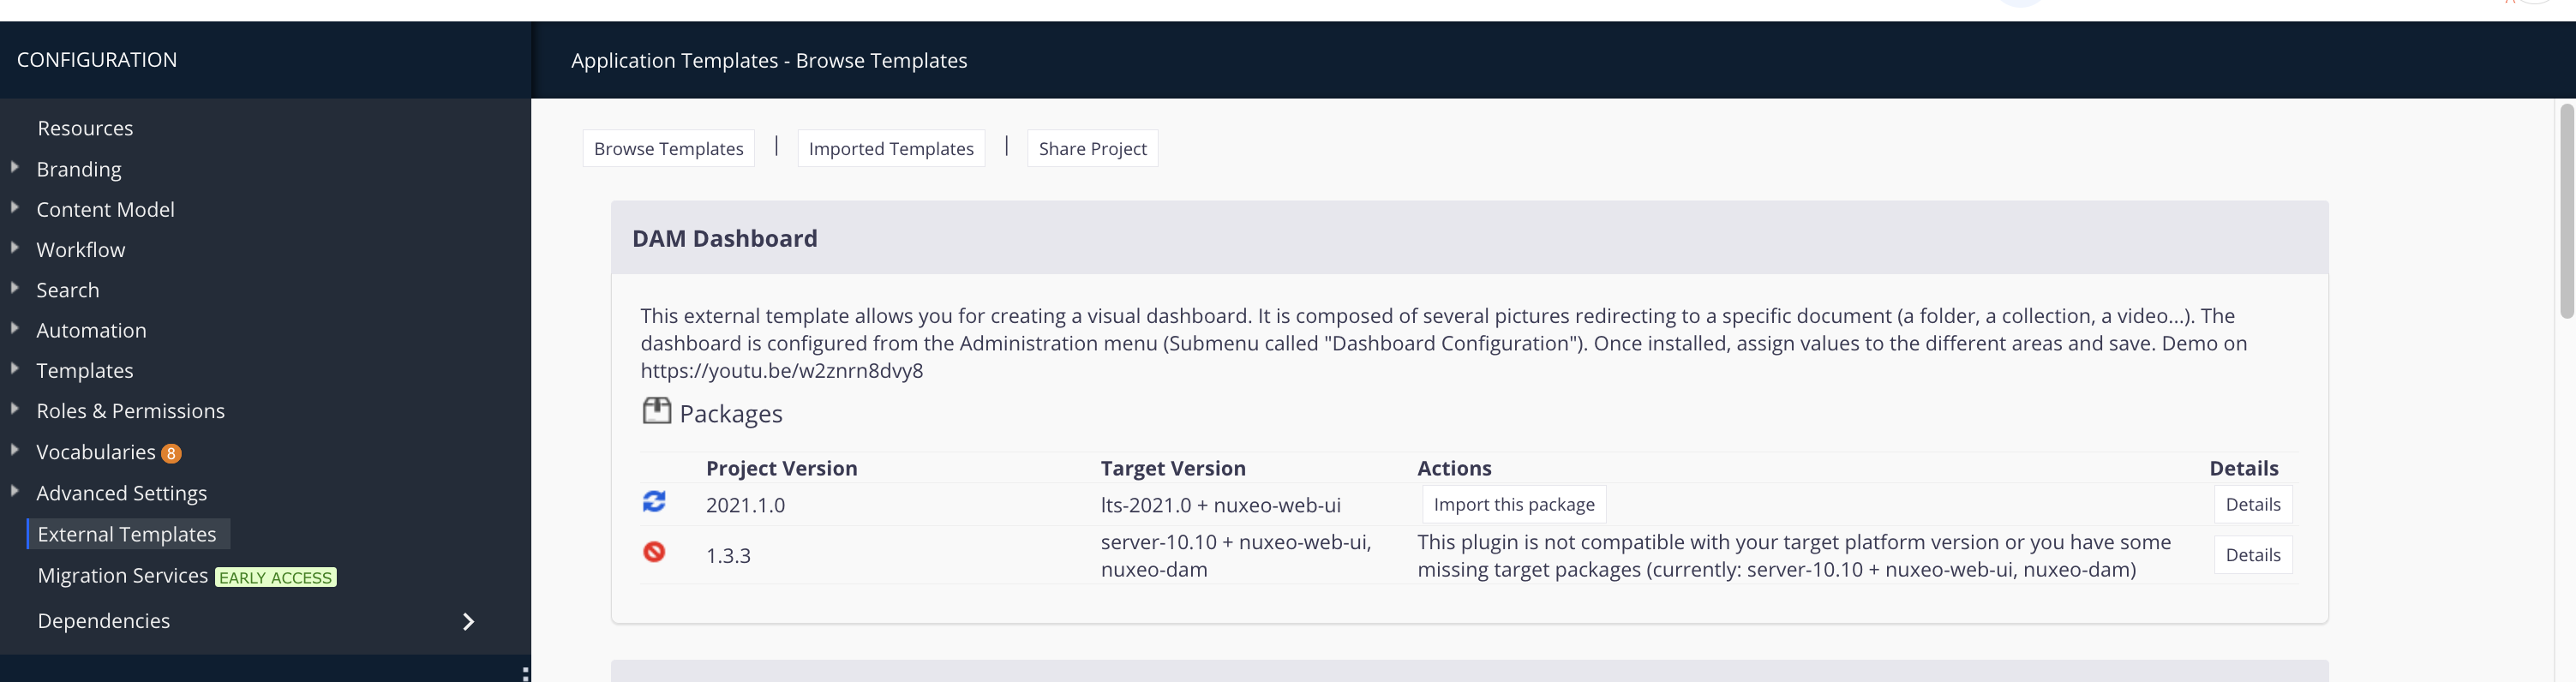 CONFIGURATION
Application Templates - Browse Templates
Resources
Branding
Content Model
Workflow
Search
Automation
Templates
Roles & Permissions
Vocabularies 8
Advanced Settings
External Templates
Migration Services EARLY ACCESS
Dependencies
Browse Templates | Imported Templates | Share Project
DAM Dashboard
This external template allows you for creating a visual dashboard. It is composed of several pictures redirecting to a specific document (a folder, a collection, a video...). The
dashboard is configured from the Administration menu (Submenu called "Dashboard Configuration"). Once installed, assign values to the different areas and save. Demo on
https://youtu.be/w2znrn8dvy8
Packages
Project Version Target Version Actions Details
2021.1.0 lts-2021.0 + nuxeo-web-ui Import this package Details
1.3.3
server-10.10 + nuxeo-web-ui,
nuxeo-dam
This plugin is not compatible with your target platform version or you have some
missing target packages (currently: server-10.10 + nuxeo-web-ui, nuxeo-dam)
Details